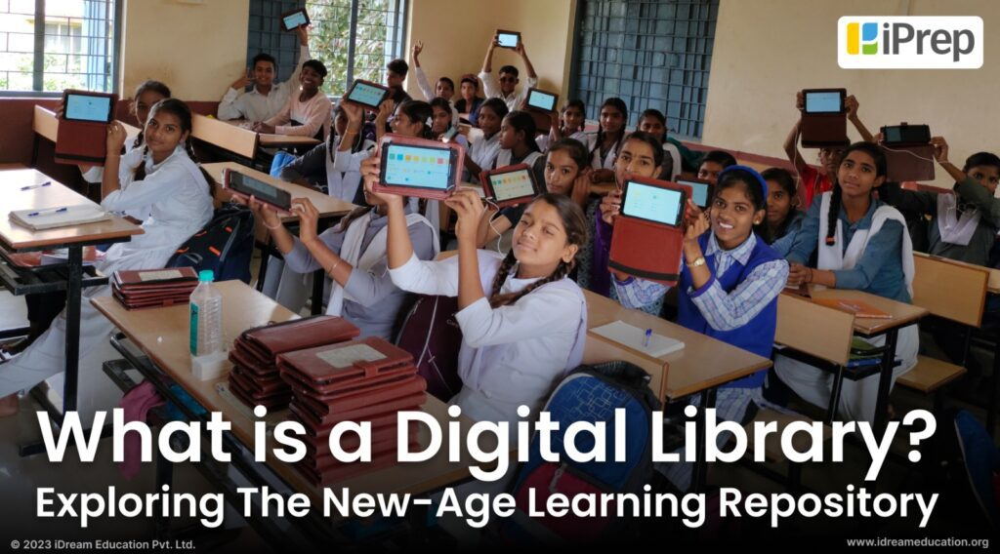 iPrep
What is a Digital Library?
Exploring The New-Age Learning Repository
© 2023 iDream Education Pvt. Ltd.
www.idreameducation.org